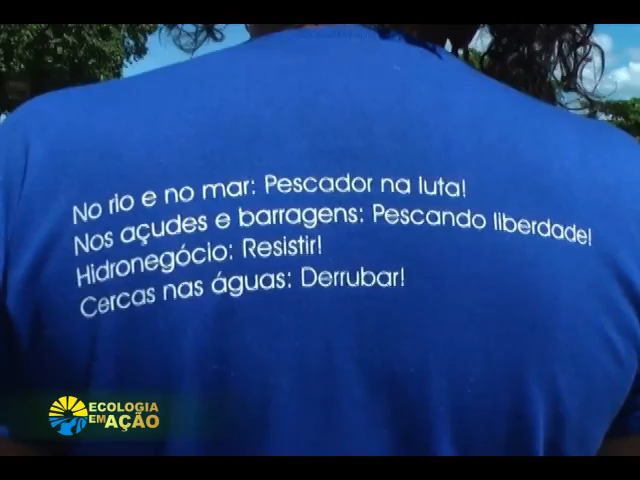 No rio e no mar: Pescador na luta!
Nos açudes e barragens: Pescando liberdade!
Hidronegócio: Resistir!
Cercas nas águas: Derrubar!
ECOLOGIA
EM AÇÃO